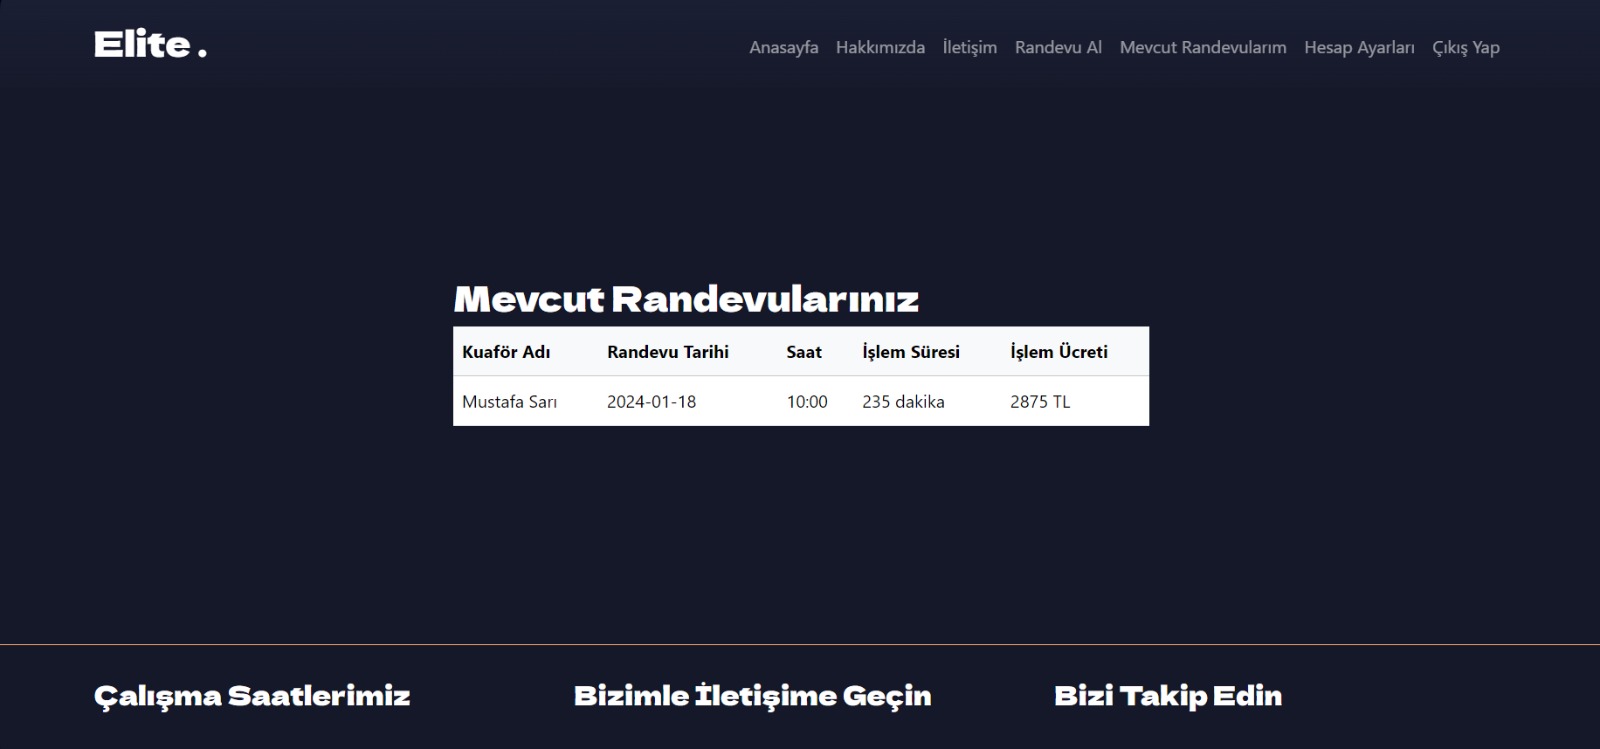 Elite .
Anasayfa Hakkımızda İletişim Randevu Al Mevcut Randevularım Hesap Ayarları Çıkış Yap
Mevcut Randevularınız
Kuaför Adı Randevu Tarihi Saat İşlem Süresi İşlem Ücreti
Mustafa Sarı 2024-01-18 10:00 235 dakika 2875 TL
Çalışma Saatlerimiz Bizimle İletişime Geçin Bizi Takip Edin